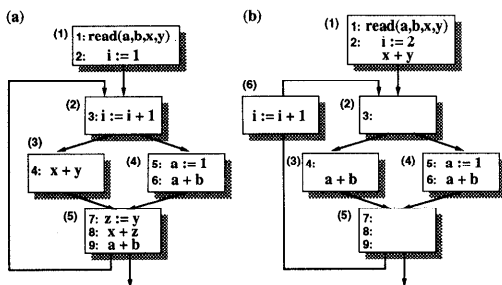 (a)
(1)
1: read(a,b,x,y)
2: i := 1
(2)
3: i := i + 1
(3)
4: x + y
(4)
5: a := 1
6: a + b
(5)
7: z := y
8: x + z
9: a + b
(b)
(1)
1: read(a,b,x,y)
2: i := 2
x + y
(6)
i := i + 1
(2)
3:
(3)
4:
a + b
(4)
5: a := 1
6: a + b
(5)
7:
8:
9: